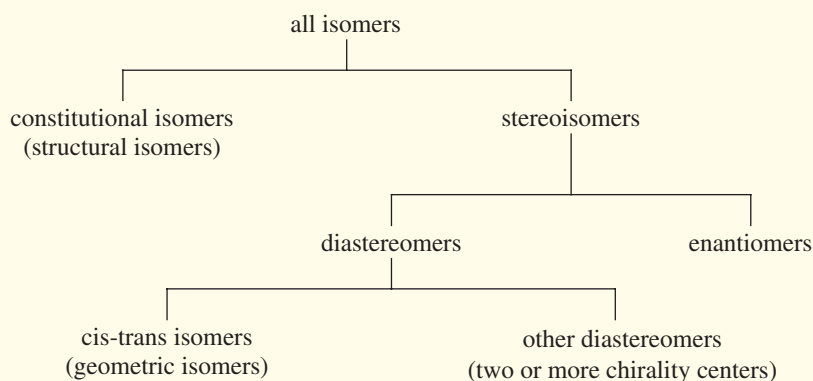 all isomers
constitutional isomers
(structural isomers)
stereoisomers
diastereomers
enantiomers
cis-trans isomers
(geometric isomers)
other diastereomers
(two or more chirality centers)